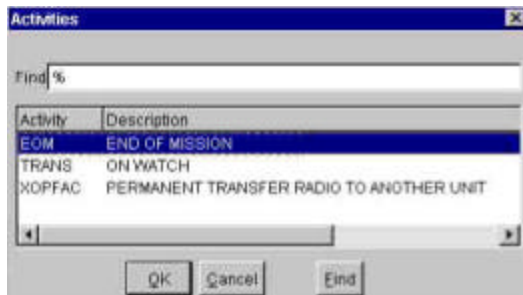 Activities
Find %
Activity Description
EOM END OF MISSION
TRANS ON WATCH
XOPFAC PERMANENT TRANSFER RADIO TO ANOTHER UNIT
OK Cancel Find